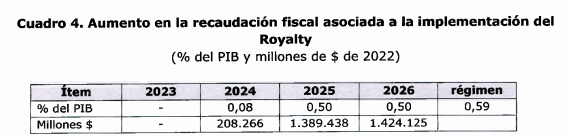 Cuadro 4. Aumento en la recaudación fiscal asociada a la implementación del
Royalty
(% del PIB y millones de $ de 2022)
Ítem 2023 2024 2025 2026 régimen
% del PIB - 0,08 0,50 0,50 0,59
Millones $ - 208.266 1.389.438 1.424.125